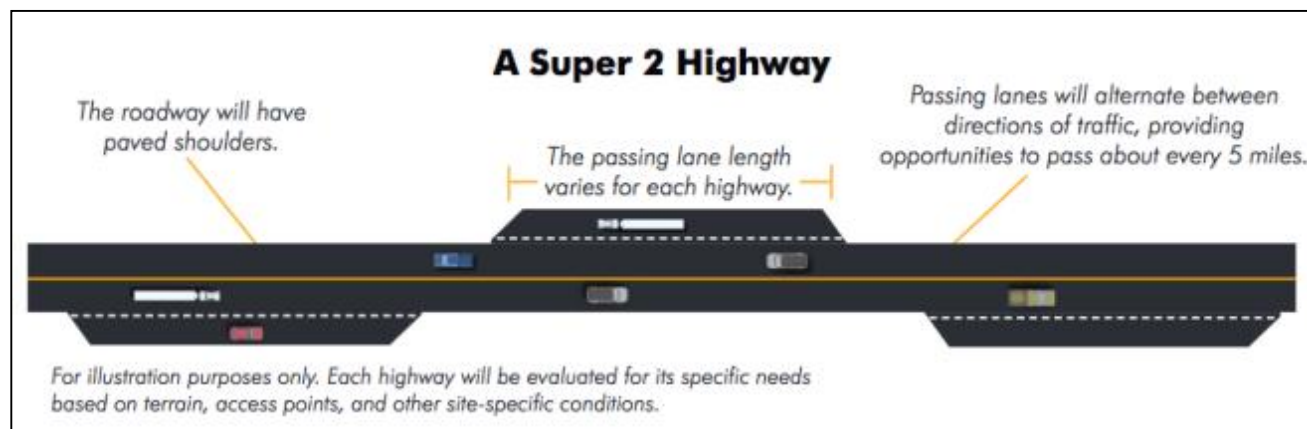 A Super 2 Highway
The roadway will have
paved shoulders.
The passing lane length
varies for each highway.
Passing lanes will alternate between
directions of traffic, providing
opportunities to pass about every 5 miles.
For illustration purposes only. Each highway will be evaluated for its specific needs
based on terrain, access points, and other site-specific conditions.